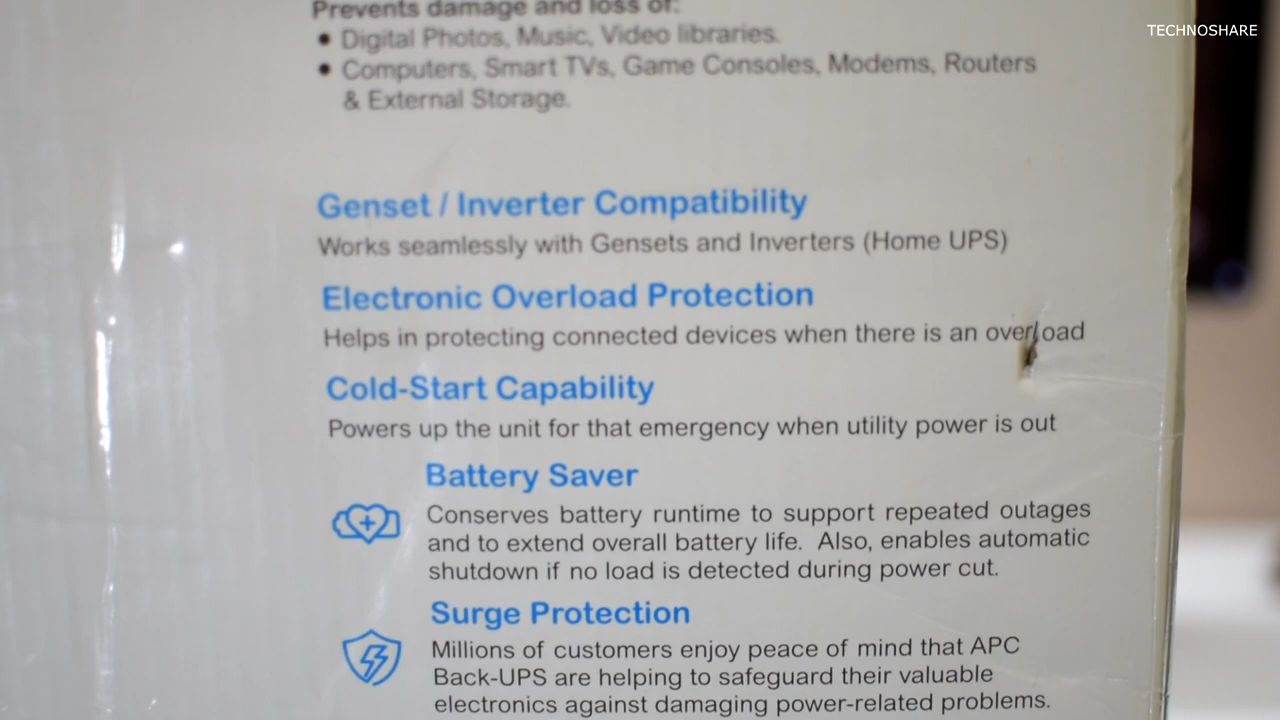 TECHNOSHARE
Prevents damage and loss of:
• Digital Photos, Music, Video libraries.
• Computers, Smart TVs, Game Consoles, Modems, Routers
& External Storage.
Genset / Inverter Compatibility
Works seamlessly with Gensets and Inverters (Home UPS)
Electronic Overload Protection
Helps in protecting connected devices when there is an overload
Cold-Start Capability
Powers up the unit for that emergency when utility power is out
Battery Saver
Conserves battery runtime to support repeated outages
and to extend overall battery life. Also, enables automatic
shutdown if no load is detected during power cut.
Surge Protection
Millions of customers enjoy peace of mind that APC
Back-UPS are helping to safeguard their valuable
electronics against damaging power-related problems.